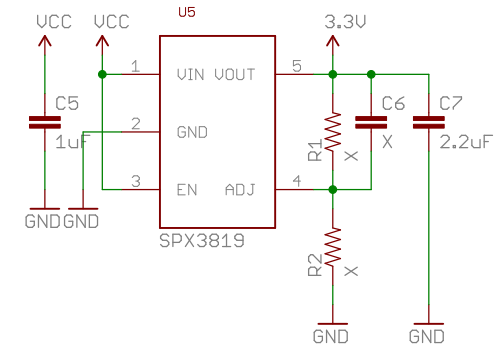 U5
VCC
VCC
3.3V
1
VIN
VOUT
5
C5
1uF
2
GND
C6
X
C7
2.2uF
R1
X
3
EN
ADJ
4
GND
GND
SPX3819
R2
X
GND
GND